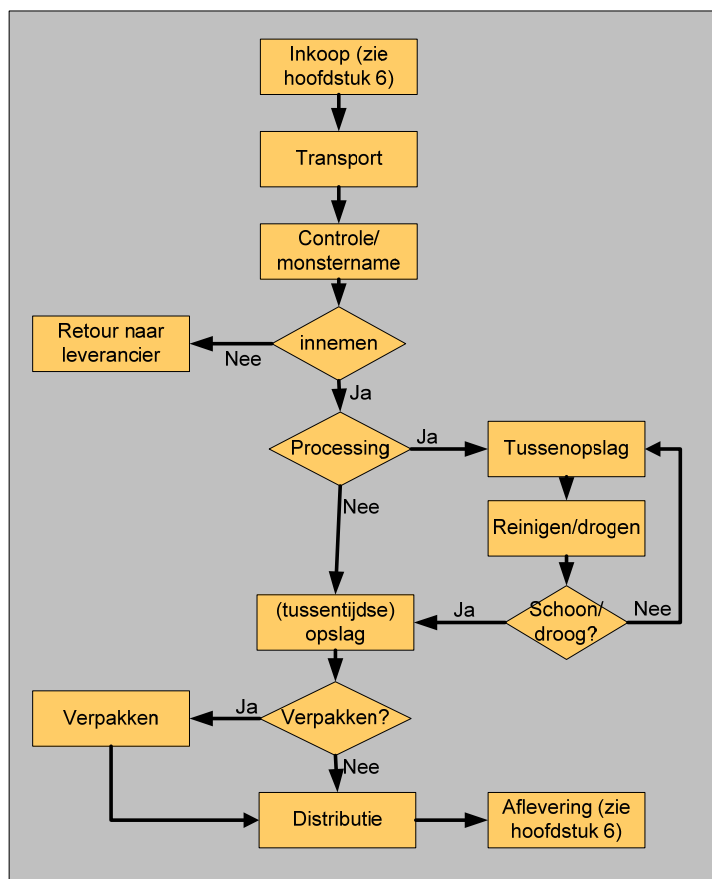 Inkoop (zie
hoofdstuk 6)
Transport
Controle/
monstername
innemen
Retour naar
leverancier
Nee
Ja
Processing
Ja
Tussenopslag
Nee
Reinigen/drogen
Schoon/
droog?
Nee
Ja
(tussentijdse)
opslag
Verpakken?
Ja
Verpakken
Nee
Distributie
Aflevering (zie
hoofdstuk 6)